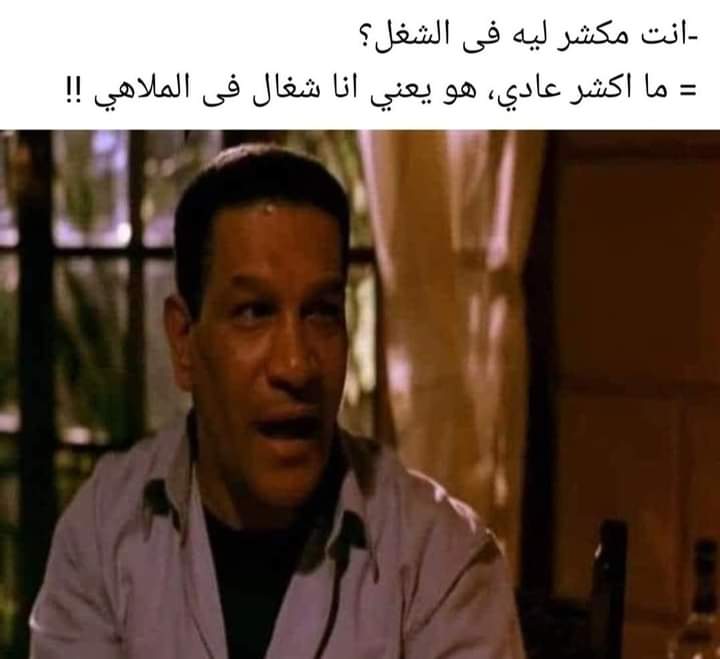 -انت مكشر ليه فى الشغل؟
= ما اكشر عادي، هو يعني انا شغال فى الملاهي !!